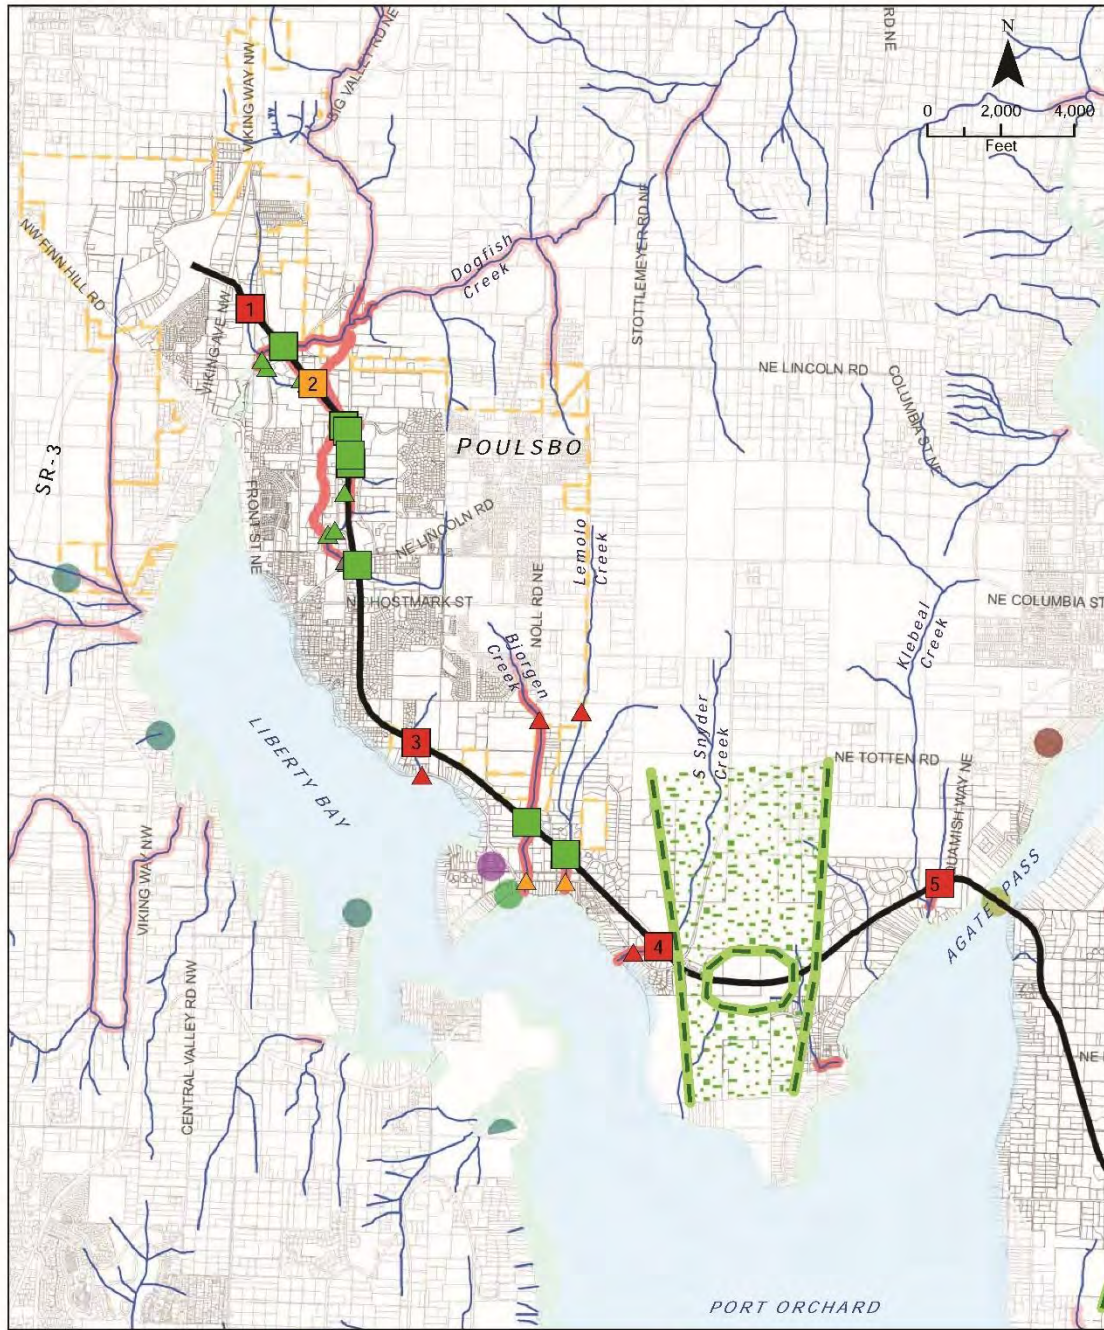 RD NE
N
0 2,000 4,000
Feet
VIKING WAY NW
BIG VALLEY RD NE
NW FINN HILL RD
Dogfish
Creek
STOTTLEMEYER RD NE
1
VIKING AVE NW
2
NE LINCOLN RD
COLUMBIA ST NE
POULSBO
SR-3
FRONT ST NE
NE LINCOLN RD
Lemolo
Creek
NE HOSTMARK ST
NOLL RD NE
NE COLUMBIA ST
Klebeal
Creek
Bjorgen
Creek
S Snyder
Creek
3
LIBERTY BAY
NE TOTTEN RD
UAMISH WAY NE
VIKING WAY NW
5
AGATE PASS
4
CENTRAL VALLEY RD NW
NE
PORT ORCHARD